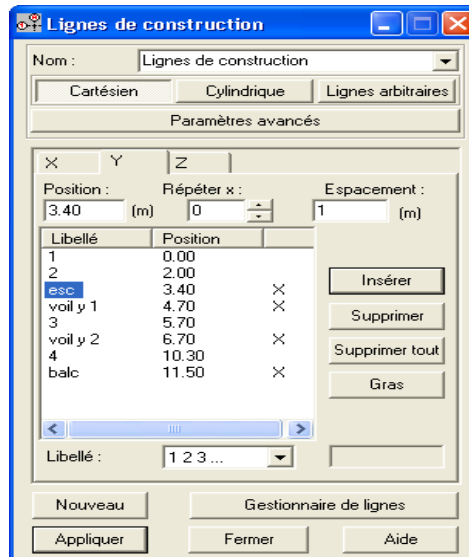 Lignes de construction
Nom : Lignes de construction
Cartésien Cylindrique Lignes arbitraires
Paramètres avancés
X Y Z
Position : Répéter x : Espacement :
3.40 (m) 0 1 (m)
Libellé Position
1 0.00
2 2.00
esc 3.40 X
voil y 1 4.70 X
3 5.70
voil y 2 6.70 X
4 10.30
balc 11.50 X
Insérer
Supprimer
Supprimer tout
Gras
Libellé : 1 2 3 ...
Nouveau Gestionnaire de lignes
Appliquer Fermer Aide